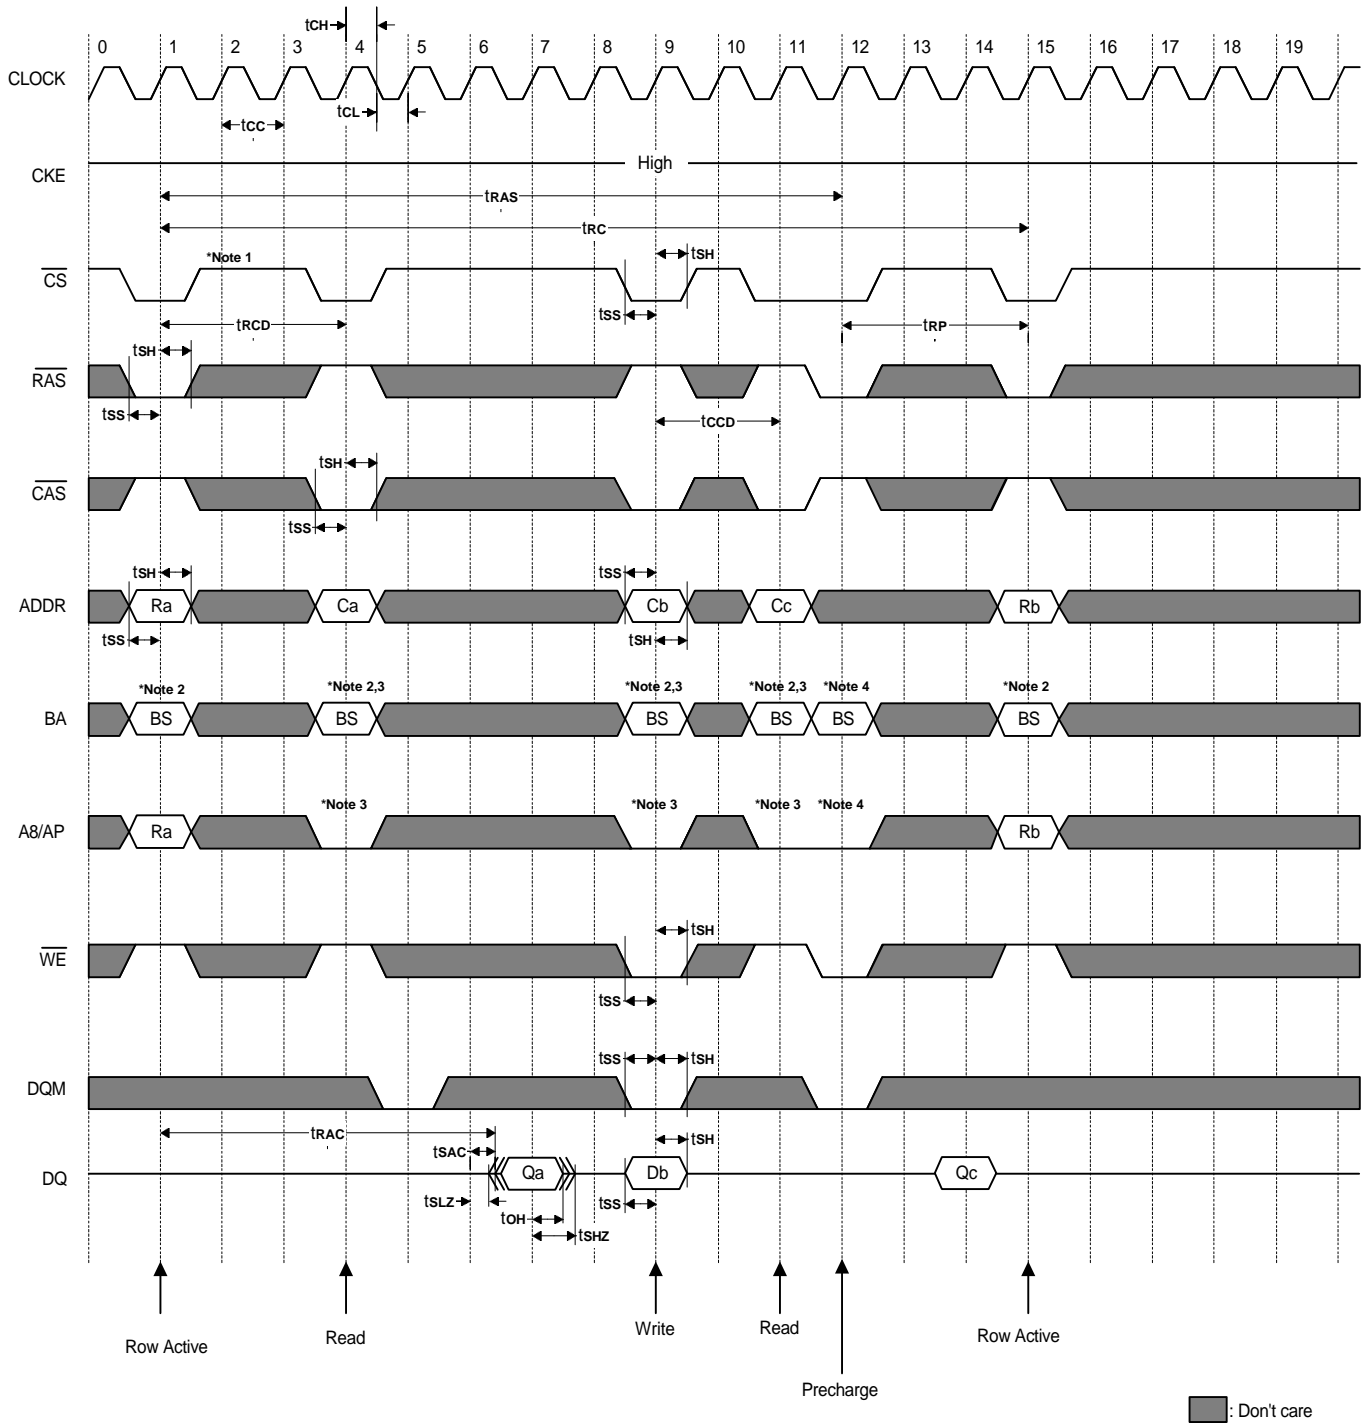 tCH
0 1 2 3 4 5 6 7 8 9 10 11 12 13 14 15 16 17 18 19
CLOCK
tCL
tCC
High
CKE
tRAS
tRC
*Note 1
tSH
CS
tSS
tRCD
tRP
tSH
RAS
tSS
tCCD
tSH
CAS
tSS
tSH
tSS
ADDR Ra Ca Cb Cc Rb
tSS
tSH
*Note 2 *Note 2,3 *Note 2,3 *Note 2,3 *Note 4 *Note 2
BA BS BS BS BS BS BS
*Note 3 *Note 3 *Note 3 *Note 4
A8/AP Ra Rb
tSH
WE
tSS
tSS tSH
DQM
tRAC
tSAC
tSH
DQ Qa Db Qc
tSLZ
tSS
tOH
tSHZ
Row Active
Read
Write
Read
Row Active
Precharge
: Don't care